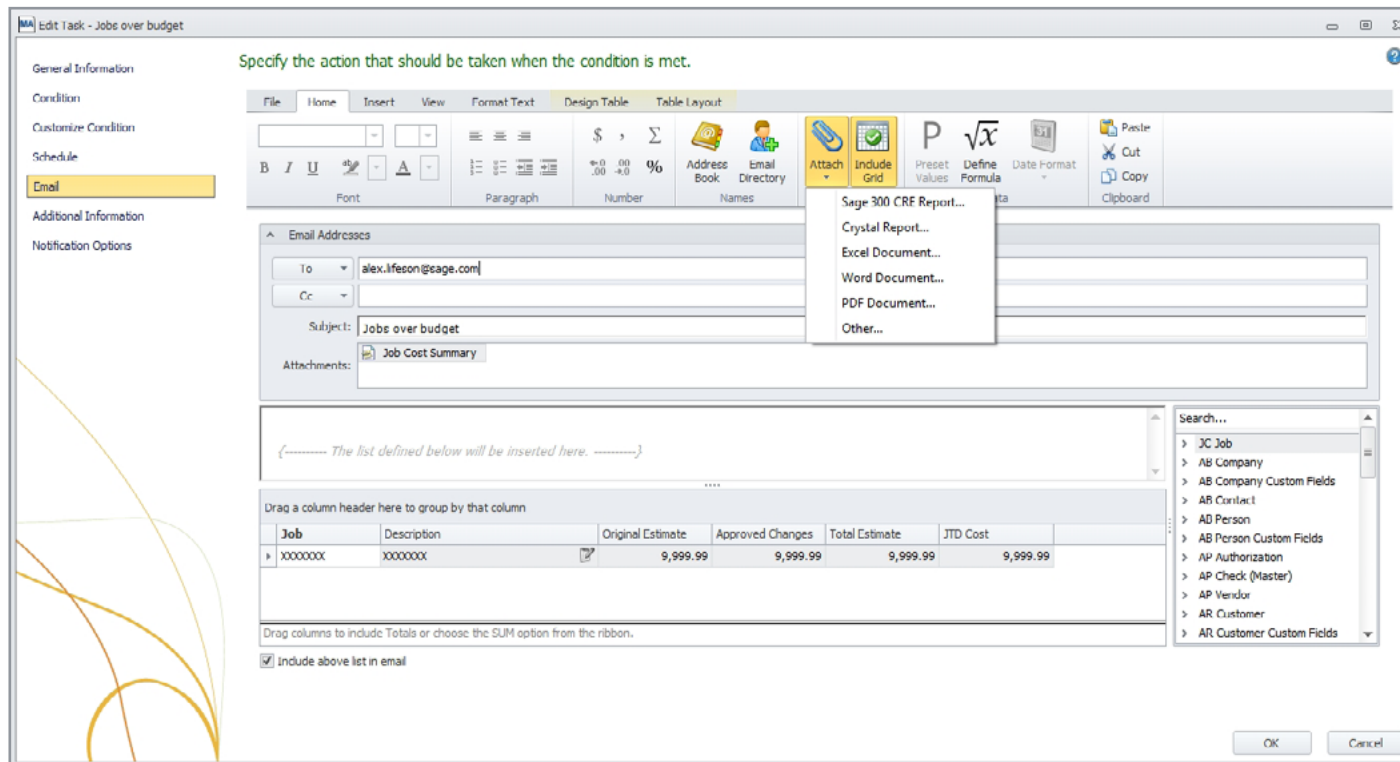 MA Edit Task - Jobs over budget
General Information
Condition
Customize Condition
Schedule
Email
Additional Information
Notification Options
Specify the action that should be taken when the condition is met.
File Home Insert View Format Text Design Table Table Layout
B I U A
Font
Paragraph
$ , Σ
←.0 .00 .00 →.0 %
Number
Address Book
Email Directory
Names
Attach
Include Grid
P Preset Values
√x Define Formula
31 Date Format
ta
Paste
Cut
Copy
Clipboard
Sage 300 CRE Report...
Crystal Report...
Excel Document...
Word Document...
PDF Document...
Other...
Email Addresses
To alex.lifeson@sage.com
Cc
Subject: Jobs over budget
Attachments: Job Cost Summary
{---------- The list defined below will be inserted here. ----------}
Drag a column header here to group by that column
Job Description Original Estimate Approved Changes Total Estimate JTD Cost
XXXXXXX XXXXXXX 9,999.99 9,999.99 9,999.99 9,999.99
Drag columns to include Totals or choose the SUM option from the ribbon.
Include above list in email
Search...
JC Job
AB Company
AB Company Custom Fields
AB Contact
AB Person
AB Person Custom Fields
AP Authorization
AP Check (Master)
AP Vendor
AR Customer
AR Customer Custom Fields
OK Cancel